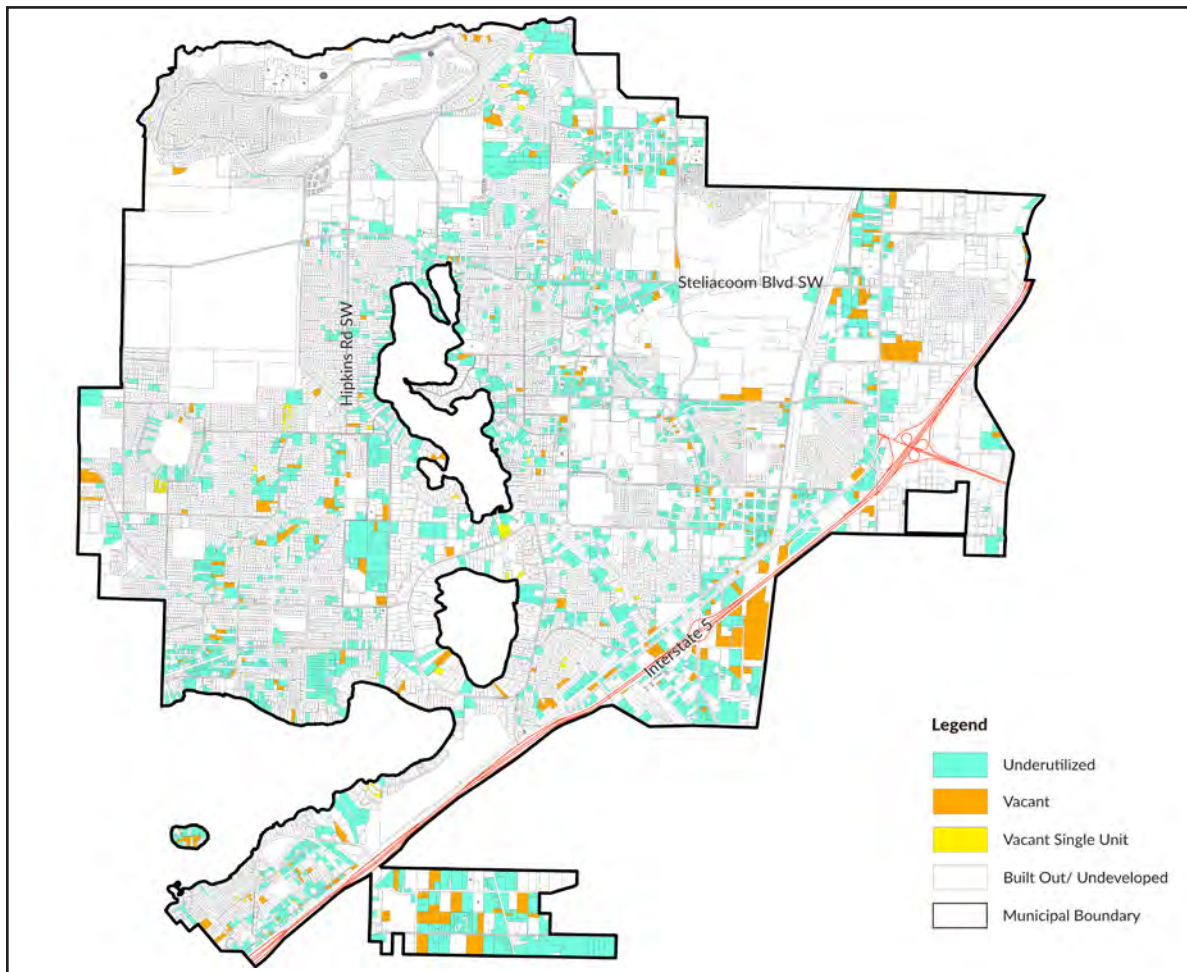 Steliacoom Blvd SW
Hipkins Rd SW
Interstate 5
Legend
Underutilized
Vacant
Vacant Single Unit
Built Out/ Undeveloped
Municipal Boundary